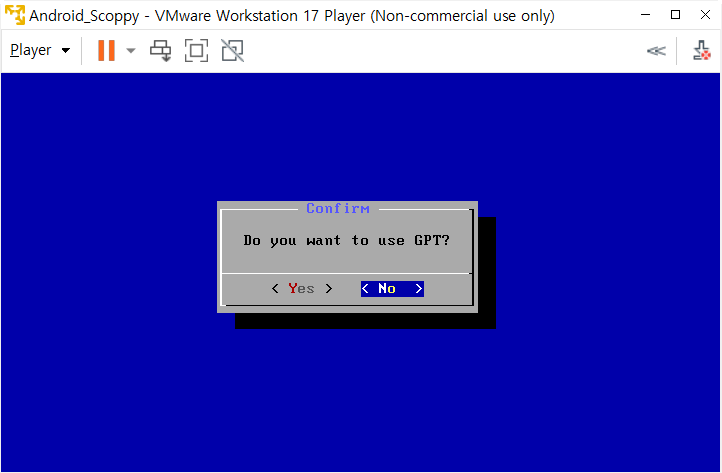 Android_Scoppy - VMware Workstation 17 Player (Non-commercial use only)
Player
Confirm
Do you want to use GPT?
< Yes > < No >